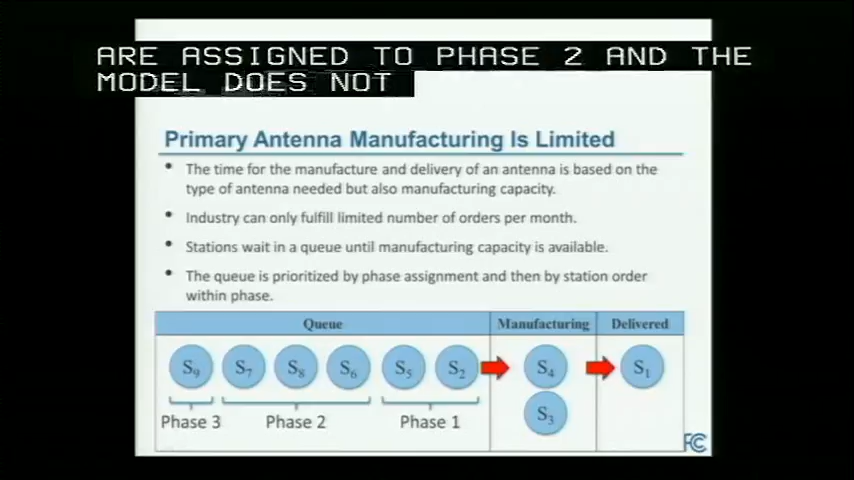 ARE ASSIGNED TO PHASE 2 AND THE
MODEL DOES NOT
Primary Antenna Manufacturing Is Limited
• The time for the manufacture and delivery of an antenna is based on the
type of antenna needed but also manufacturing capacity.
• Industry can only fulfill limited number of orders per month.
• Stations wait in a queue until manufacturing capacity is available.
• The queue is prioritized by phase assignment and then by station order
within phase.
Queue Manufacturing Delivered
S9 S7 S8 S6 S5 S2 S4 S1
S3
Phase 3 Phase 2 Phase 1
FC